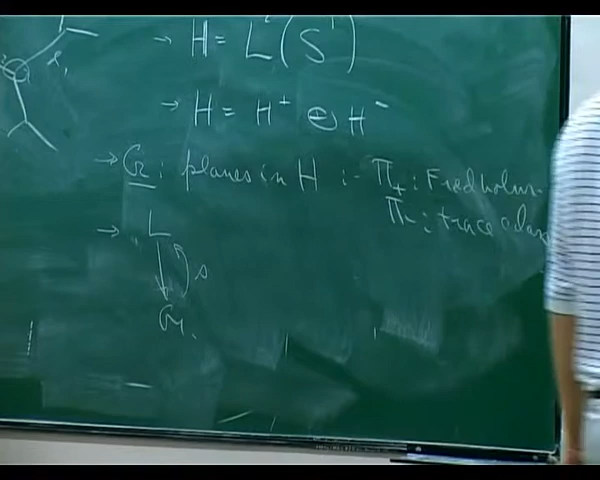 → H = L²(S¹)
→ H = H⁺ ⊕ H⁻
→ Gr : planes in H :- π₊ : Fredholm.
π₋ : trace class
→ L
↓ s
Gr.